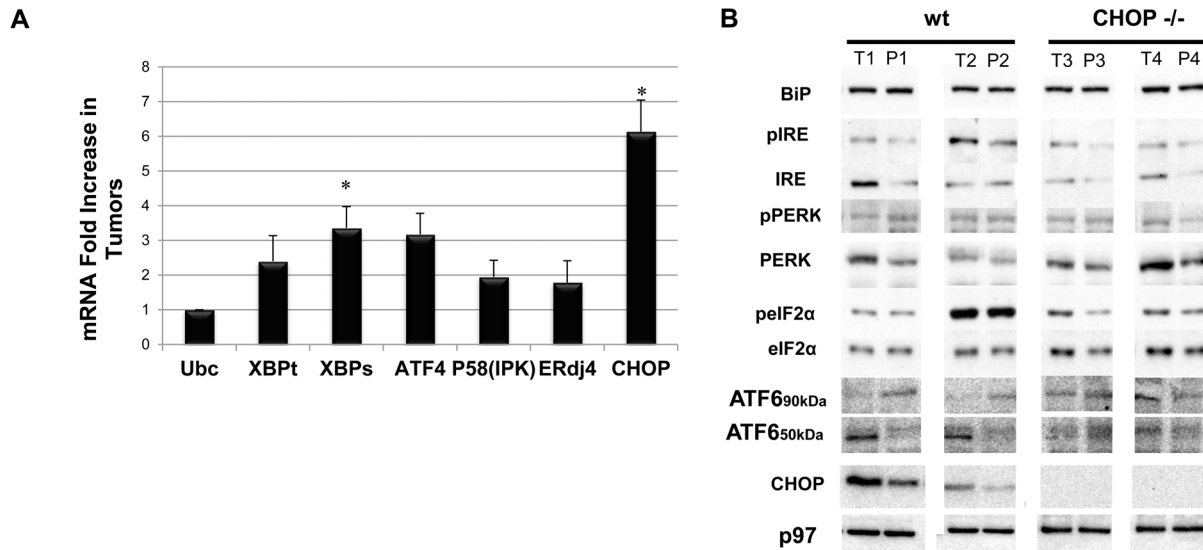 A
mRNA Fold Increase in
Tumors
8
7
6
5
4
3
2
1
0
* *
Ubc XBPt XBPs ATF4 P58(IPK) ERdj4 CHOP
B
wt CHOP -/-
T1 P1 T2 P2 T3 P3 T4 P4
BiP
pIRE
IRE
pPERK
PERK
peIF2α
eIF2α
ATF690kDa
ATF650kDa
CHOP
p97